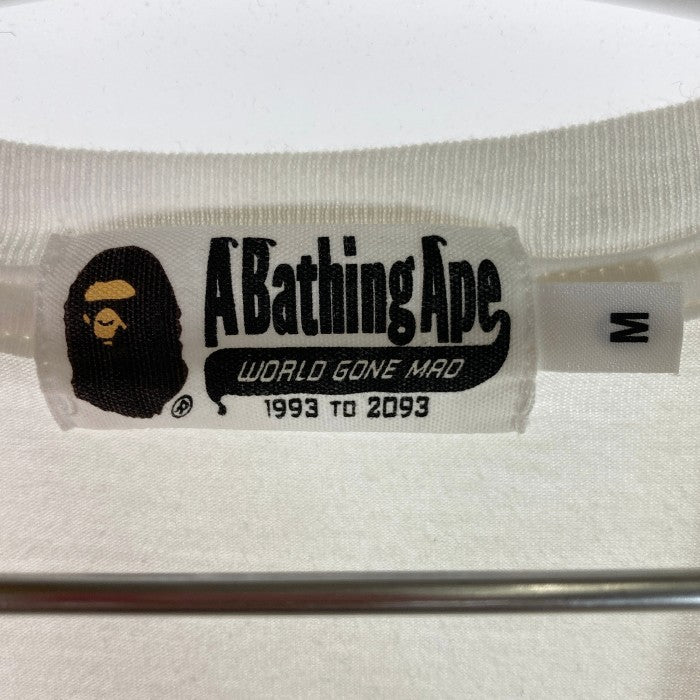 A Bathing Ape
WORLD GONE MAD
1993 TO 2093
®
M